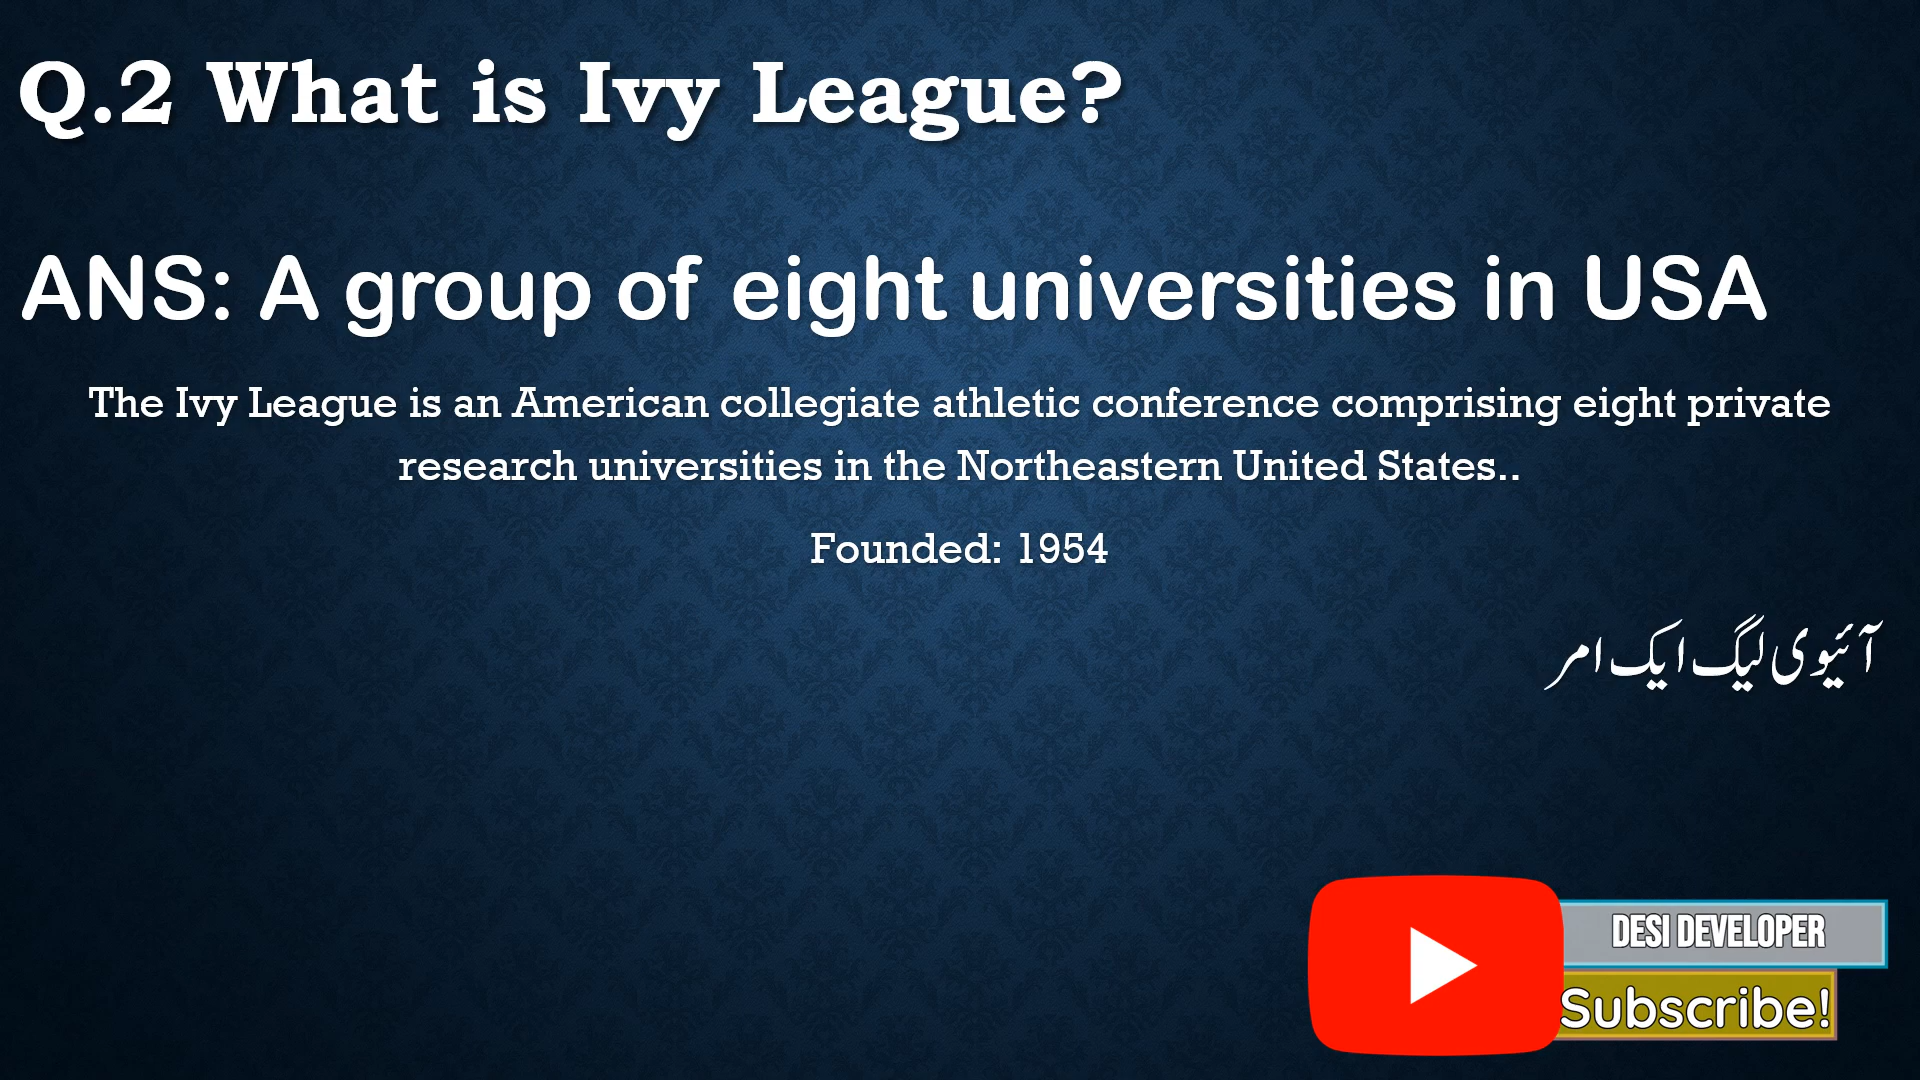 Q.2 What is Ivy League?
ANS: A group of eight universities in USA
The Ivy League is an American collegiate athletic conference comprising eight private
research universities in the Northeastern United States..
Founded: 1954
آئیوی لیگ ایک امر
DESI DEVELOPER
Subscribe!